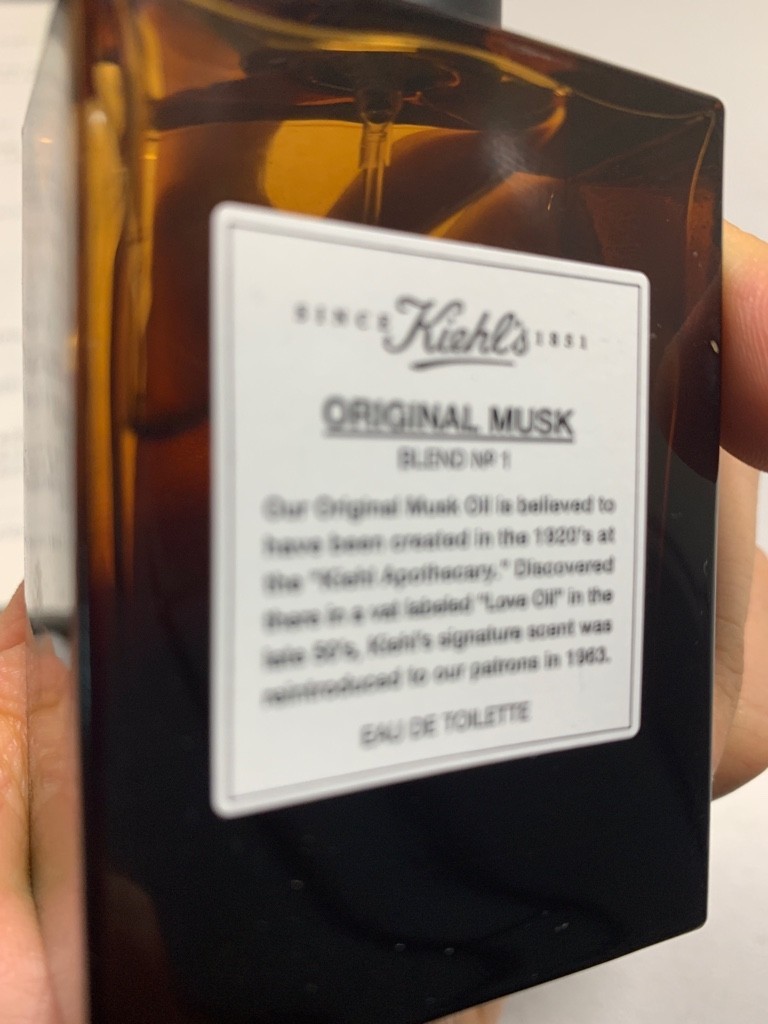 SINCE Kiehl's 1851
ORIGINAL MUSK
BLEND Nº 1
Our Original Musk Oil is believed to
have been created in the 1920's at
the "Kiehl Apothecary." Discovered
there in a vat labeled "Love Oil" in the
late 50's, Kiehl's signature scent was
reintroduced to our patrons in 1963.
EAU DE TOILETTE